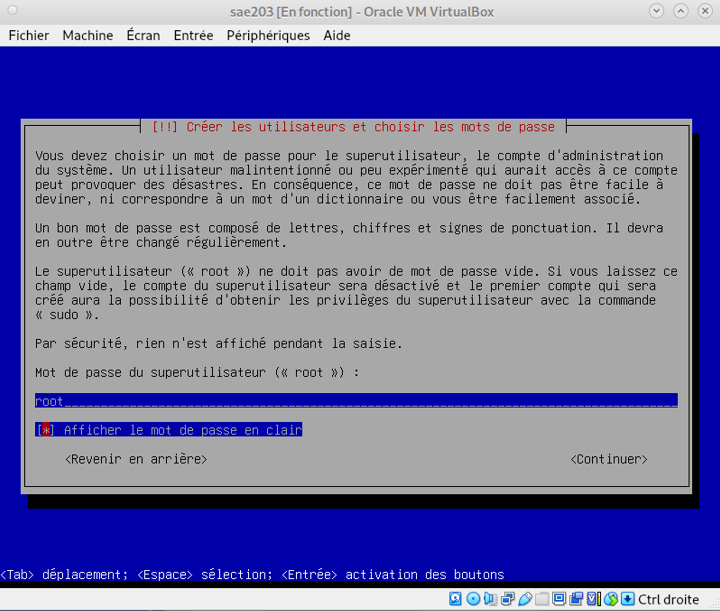 sae203 [En fonction] - Oracle VM VirtualBox
Fichier Machine Écran Entrée Périphériques Aide
[!!] Créer les utilisateurs et choisir les mots de passe
Vous devez choisir un mot de passe pour le superutilisateur, le compte d'administration
du système. Un utilisateur malintentionné ou peu expérimenté qui aurait accès à ce compte
peut provoquer des désastres. En conséquence, ce mot de passe ne doit pas être facile à
deviner, ni correspondre à un mot d'un dictionnaire ou vous être facilement associé.
Un bon mot de passe est composé de lettres, chiffres et signes de ponctuation. Il devra
en outre être changé régulièrement.
Le superutilisateur (« root ») ne doit pas avoir de mot de passe vide. Si vous laissez ce
champ vide, le compte du superutilisateur sera désactivé et le premier compte qui sera
créé aura la possibilité d'obtenir les privilèges du superutilisateur avec la commande
« sudo ».
Par sécurité, rien n'est affiché pendant la saisie.
Mot de passe du superutilisateur (« root ») :
root
[*] Afficher le mot de passe en clair
<Revenir en arrière> <Continuer>
<Tab> déplacement; <Espace> sélection; <Entrée> activation des boutons
Ctrl droite